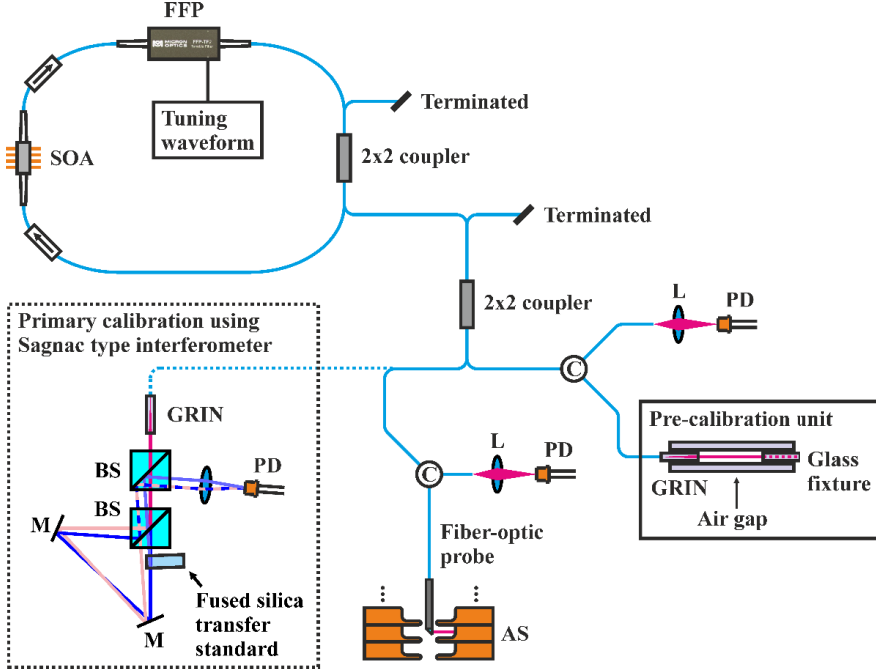 FFP
MICRON
OPTICS
Tuning
waveform
Terminated
SOA
2x2 coupler
Terminated
2x2 coupler
L
PD
C
Primary calibration using
Sagnac type interferometer
GRIN
BS
PD
BS
M
Fused silica
transfer
standard
M
L
PD
C
Fiber-optic
probe
AS
Pre-calibration unit
GRIN
Glass
fixture
Air gap